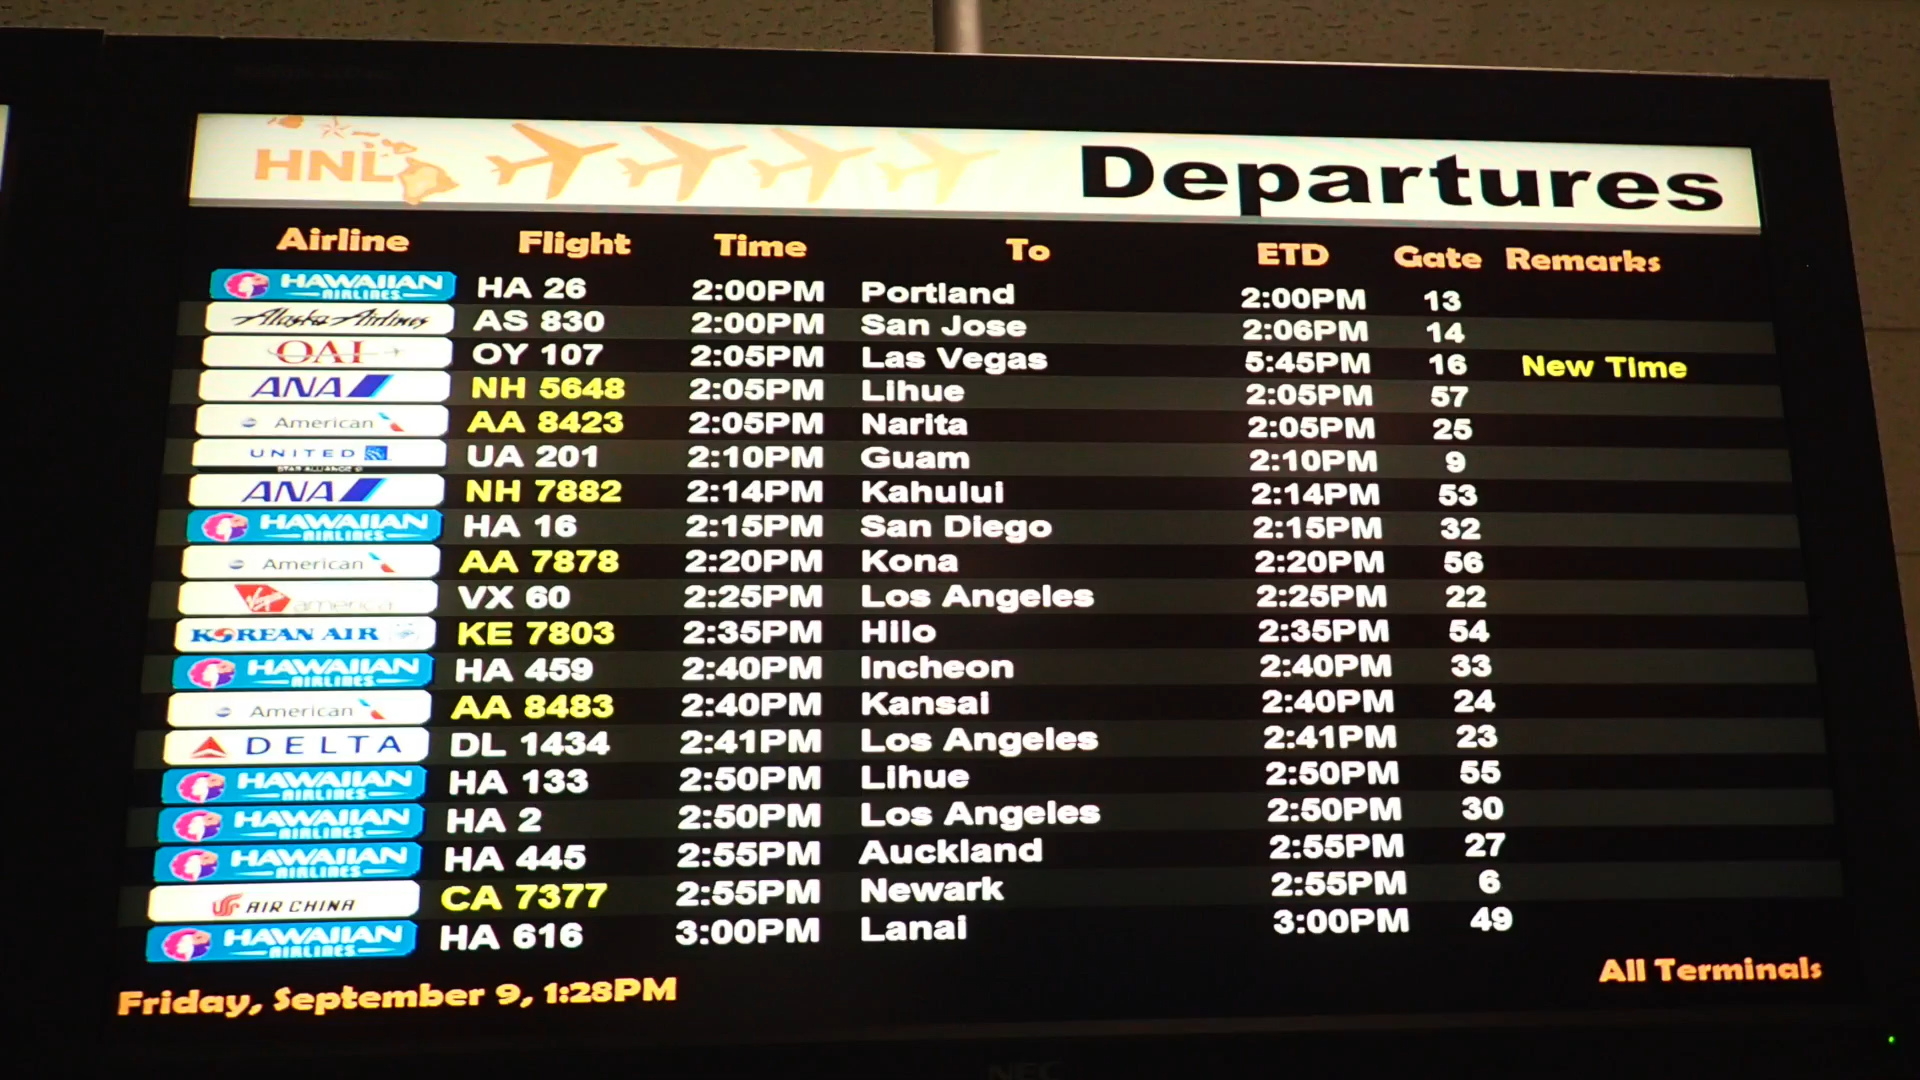 HNL Departures
Airline Flight Time To ETD Gate Remarks
HAWAIIAN AIRLINES HA 26 2:00PM Portland 2:00PM 13
Alaska Airlines AS 830 2:00PM San Jose 2:06PM 14
OAI OY 107 2:05PM Las Vegas 5:45PM 16 New Time
ANA NH 5648 2:05PM Lihue 2:05PM 57
American AA 8423 2:05PM Narita 2:05PM 25
UNITED UA 201 2:10PM Guam 2:10PM 9
STAR ALLIANCE
ANA NH 7882 2:14PM Kahului 2:14PM 53
HAWAIIAN AIRLINES HA 16 2:15PM San Diego 2:15PM 32
American AA 7878 2:20PM Kona 2:20PM 56
Virgin america VX 60 2:25PM Los Angeles 2:25PM 22
KOREAN AIR KE 7803 2:35PM Hilo 2:35PM 54
HAWAIIAN AIRLINES HA 459 2:40PM Incheon 2:40PM 33
American AA 8483 2:40PM Kansai 2:40PM 24
DELTA DL 1434 2:41PM Los Angeles 2:41PM 23
HAWAIIAN AIRLINES HA 133 2:50PM Lihue 2:50PM 55
HAWAIIAN AIRLINES HA 2 2:50PM Los Angeles 2:50PM 30
HAWAIIAN AIRLINES HA 445 2:55PM Auckland 2:55PM 27
AIR CHINA CA 7377 2:55PM Newark 2:55PM 6
HAWAIIAN AIRLINES HA 616 3:00PM Lanai 3:00PM 49
Friday, September 9, 1:28PM All Terminals
NEC